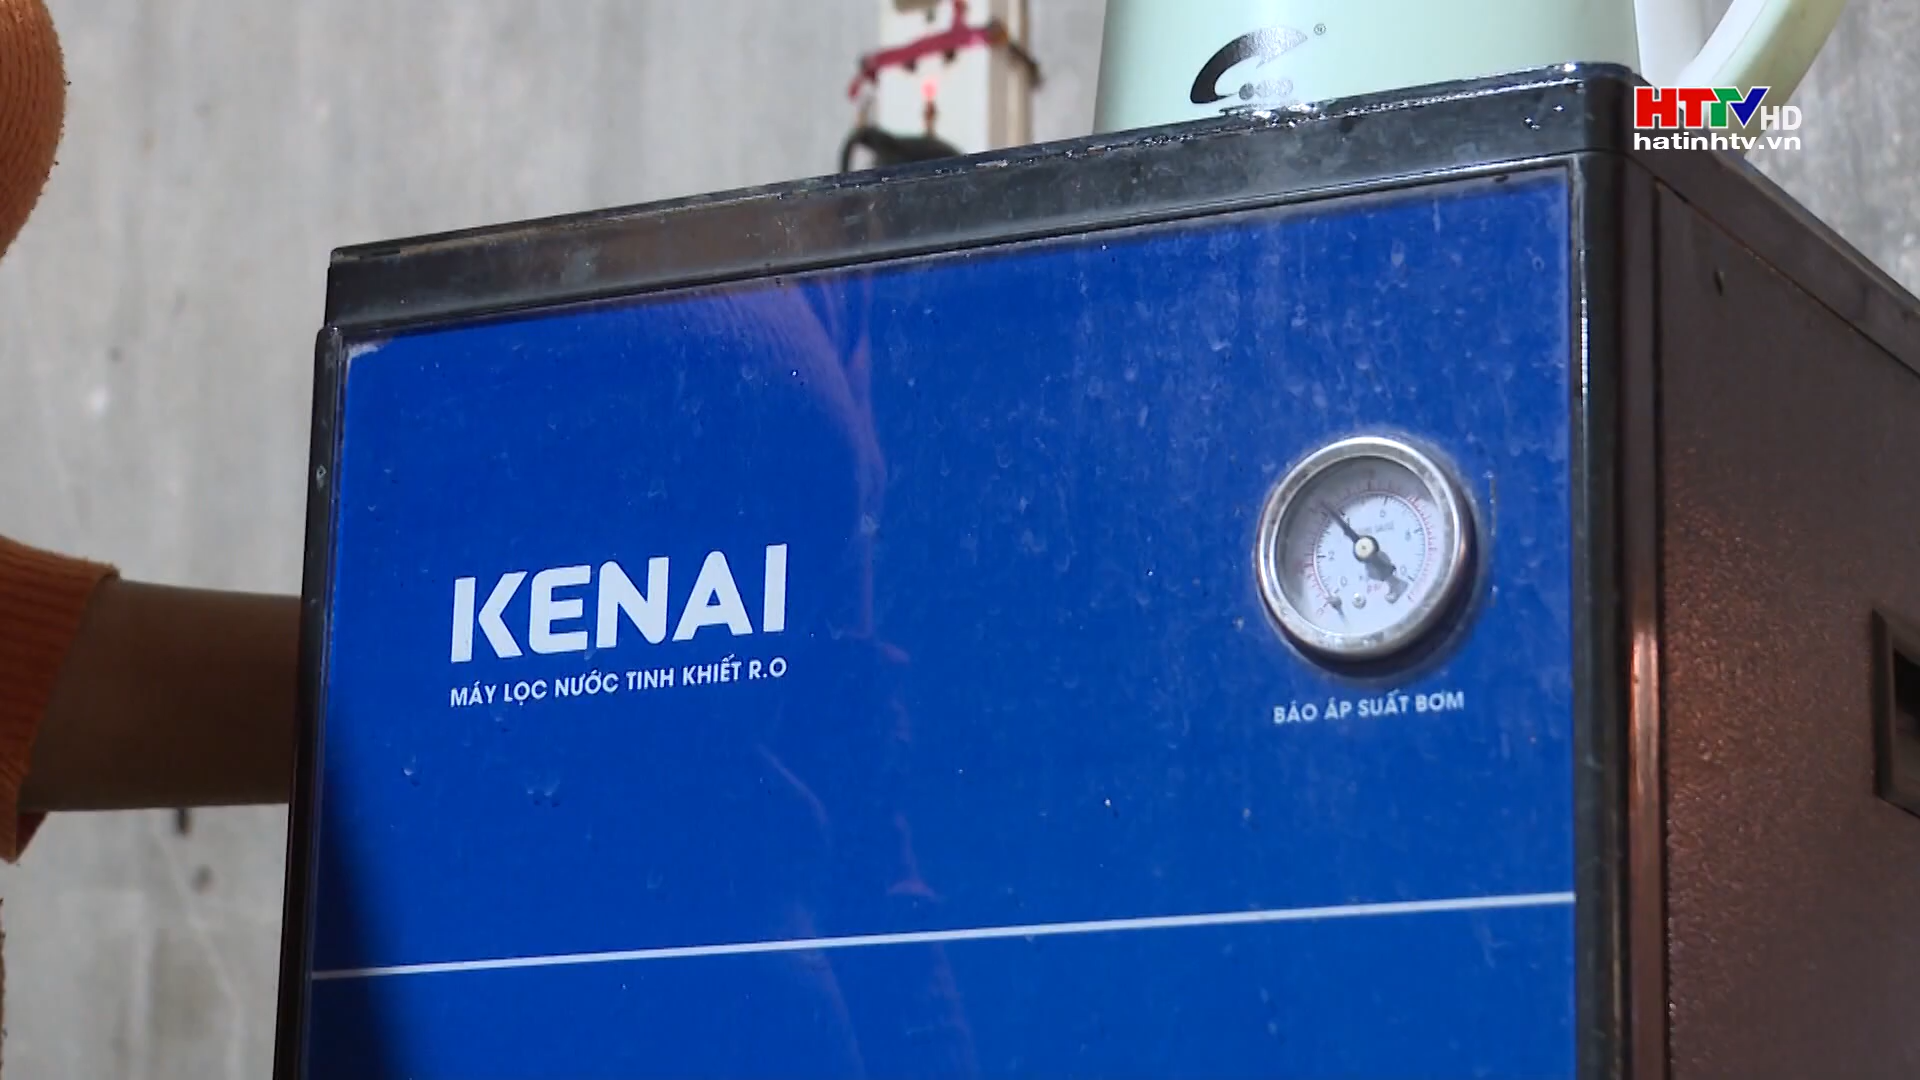 HTTV HD
hatinhtv.vn
KENAI
MÁY LỌC NƯỚC TINH KHIẾT R.O
BÁO ÁP SUẤT BƠM